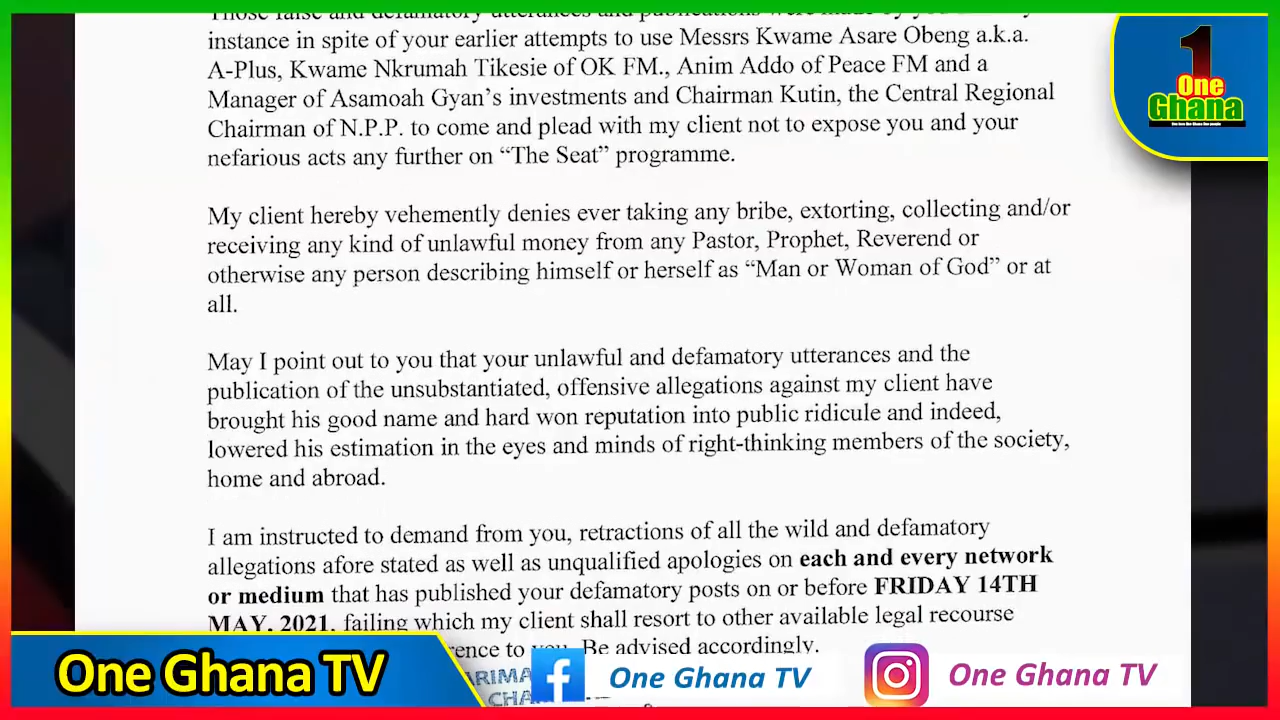 Those false and defamatory utterances and publications were made by you
instance in spite of your earlier attempts to use Messrs Kwame Asare Obeng a.k.a.
A-Plus, Kwame Nkrumah Tikesie of OK FM., Anim Addo of Peace FM and a
Manager of Asamoah Gyan's investments and Chairman Kutin, the Central Regional
Chairman of N.P.P. to come and plead with my client not to expose you and your
nefarious acts any further on “The Seat” programme.
My client hereby vehemently denies ever taking any bribe, extorting, collecting and/or
receiving any kind of unlawful money from any Pastor, Prophet, Reverend or
otherwise any person describing himself or herself as “Man or Woman of God” or at
all.
May I point out to you that your unlawful and defamatory utterances and the
publication of the unsubstantiated, offensive allegations against my client have
brought his good name and hard won reputation into public ridicule and indeed,
lowered his estimation in the eyes and minds of right-thinking members of the society,
home and abroad.
I am instructed to demand from you, retractions of all the wild and defamatory
allegations afore stated as well as unqualified apologies on each and every network
or medium that has published your defamatory posts on or before FRIDAY 14TH
MAY, 2021, failing which my client shall resort to other available legal recourse
rence to you. Be advised accordingly.
1
One
Ghana
One Ghana TV
One Ghana TV
One Ghana TV